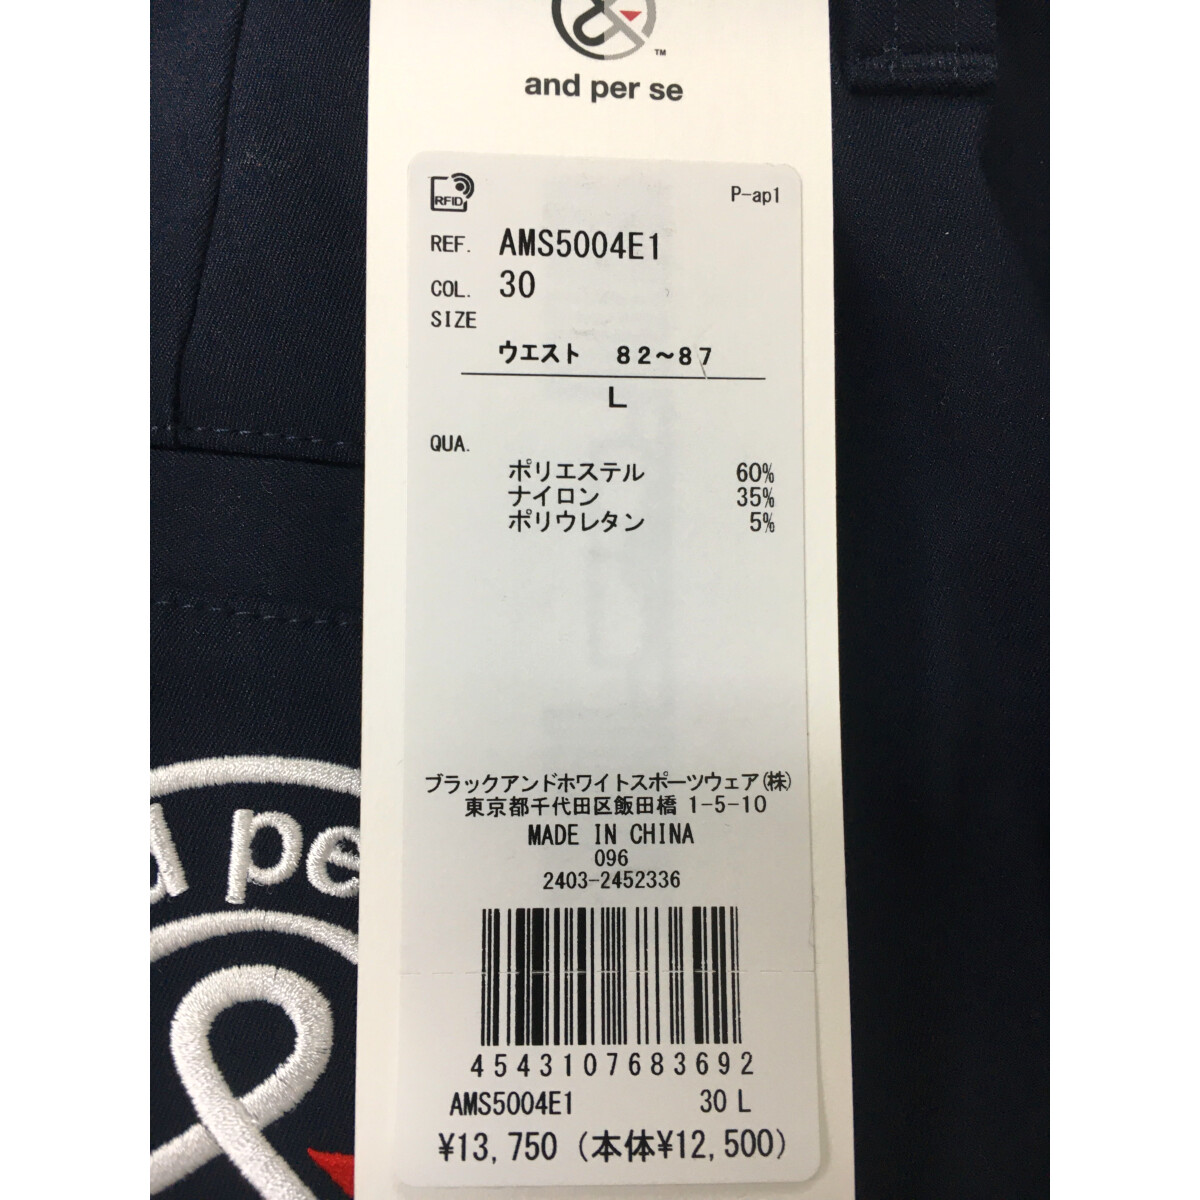 ™
and per se
RFID
P-ap1
REF. AMS5004E1
COL. 30
SIZE
ウエスト 82～87
L
QUA.
ポリエステル 60%
ナイロン 35%
ポリウレタン 5%
ブラックアンドホワイトスポーツウェア(株)
東京都千代田区飯田橋 1-5-10
MADE IN CHINA
096
2403-2452336
4543107683692
AMS5004E1 30 L
¥13,750 (本体¥12,500)
d pe